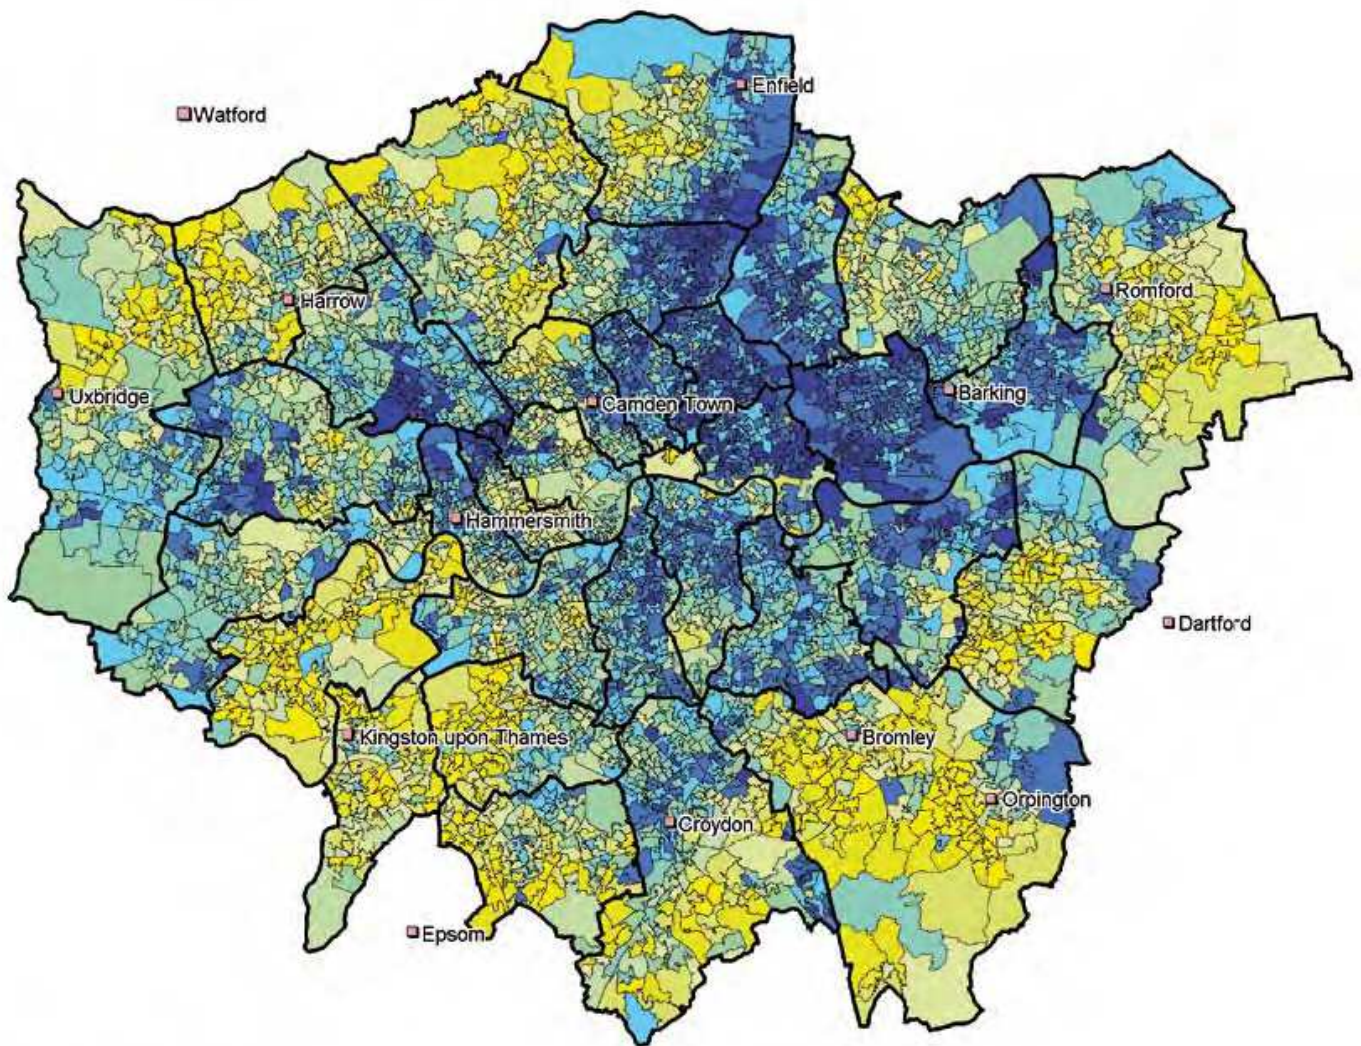 Enfield
Watford
Harrow
Romford
Uxbridge
Camden Town
Barking
Hammersmith
Dartford
Kingston upon Thames
Bromley
Orpington
Croydon
Epsom